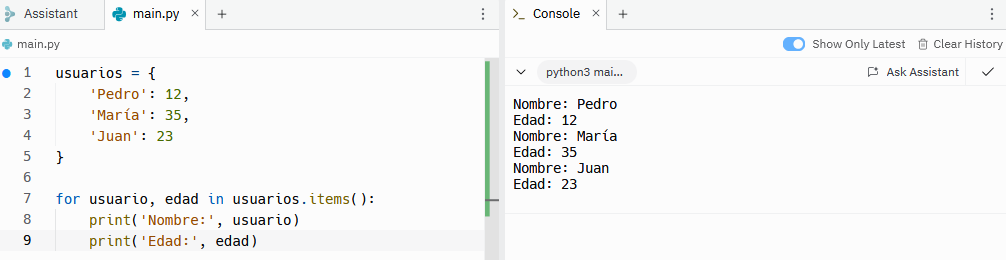 Assistant
main.py
main.py
1 usuarios = {
2     'Pedro': 12,
3     'María': 35,
4     'Juan': 23
5 }
6
7 for usuario, edad in usuarios.items():
8     print('Nombre:', usuario)
9     print('Edad:', edad)
Console
Show Only Latest
Clear History
python3 mai...
Ask Assistant
Nombre: Pedro
Edad: 12
Nombre: María
Edad: 35
Nombre: Juan
Edad: 23